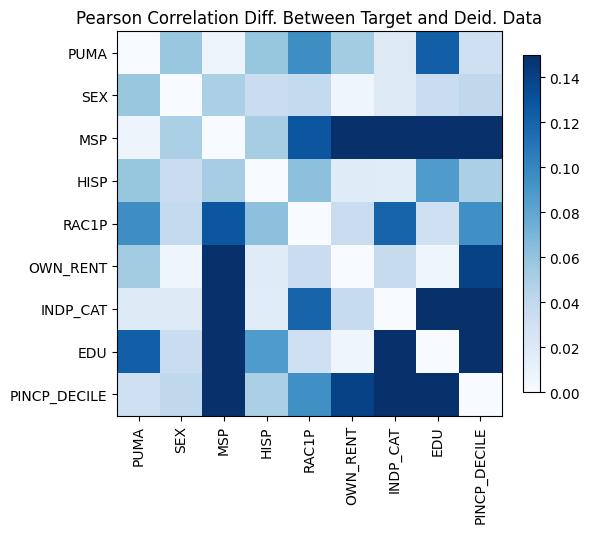 Pearson Correlation Diff. Between Target and Deid. Data
PUMA
SEX
MSP
HISP
RAC1P
OWN_RENT
INDP_CAT
EDU
PINCP_DECILE
PUMA
SEX
MSP
HISP
RAC1P
OWN_RENT
INDP_CAT
EDU
PINCP_DECILE
0.14
0.12
0.10
0.08
0.06
0.04
0.02
0.00